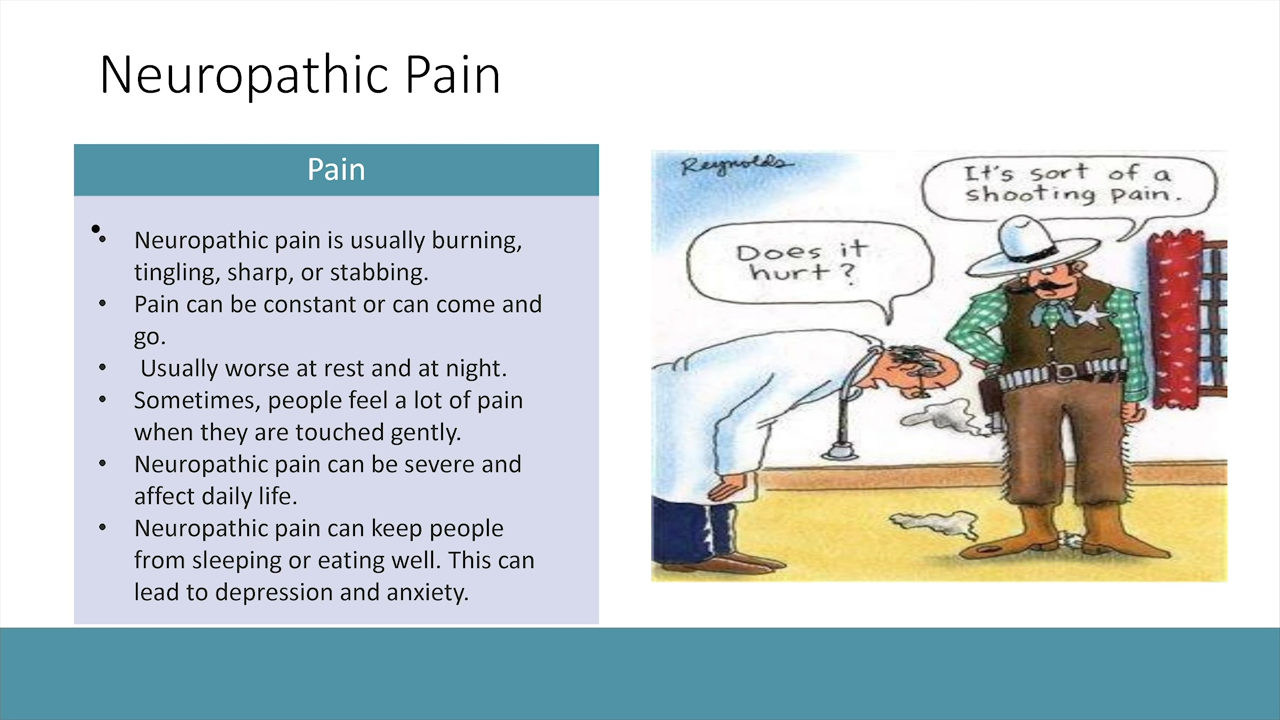 Neuropathic Pain
Pain
•
• Neuropathic pain is usually burning,
tingling, sharp, or stabbing.
• Pain can be constant or can come and
go.
• Usually worse at rest and at night.
• Sometimes, people feel a lot of pain
when they are touched gently.
• Neuropathic pain can be severe and
affect daily life.
• Neuropathic pain can keep people
from sleeping or eating well. This can
lead to depression and anxiety.
Reynolds
It's sort of a
shooting pain.
Does it
hurt?